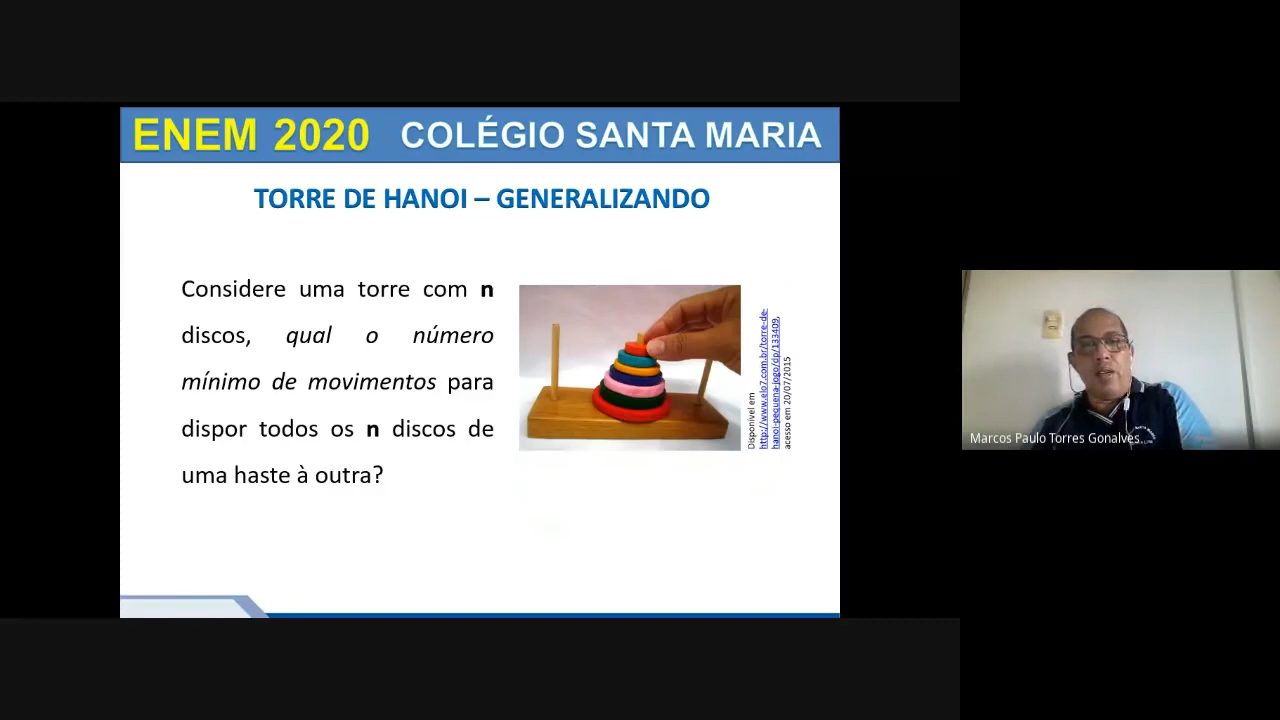 ENEM 2020 COLÉGIO SANTA MARIA
TORRE DE HANOI – GENERALIZANDO
Considere uma torre com n
discos, qual o número
mínimo de movimentos para
dispor todos os n discos de
uma haste à outra?
Disponível em
http://www.elo7.com.br/torre-de-
hanoi-pequena-jogo/dp/133409,
acesso em 20/07/2015
Marcos Paulo Torres Gonalves